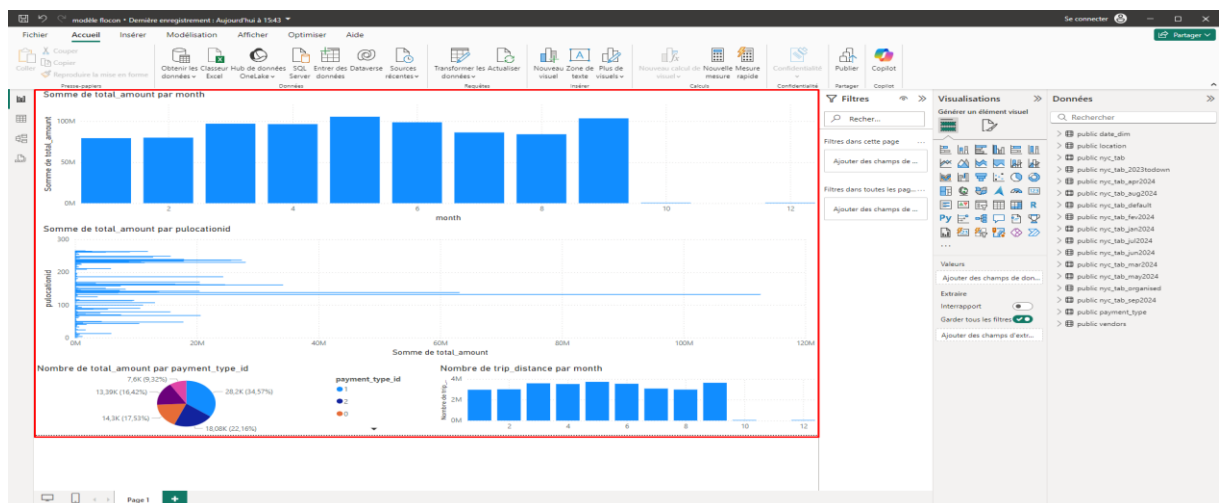 modèle flocon • Dernière enregistrement : Aujourd'hui à 15:43
Se connecter
Fichier Accueil Insérer Modélisation Afficher Optimiser Aide
Partager
Coller
Couper
Copier
Reproduire la mise en forme
Presse-papiers
Obtenir les données
Classeur Excel
Hub de données OneLake
SQL Server
Entrer des données
Dataverse
Sources récentes
Données
Transformer les données
Actualiser
Requêtes
Nouveau visuel
Zone de texte
Plus de visuels
Insérer
Nouveau calcul de visuel
Nouvelle mesure
Mesure rapide
Calculs
Confidentialité
Confidentialité
Publier
Partager
Copilot
Copilot
Somme de total_amount par month
Somme de total_amount
100M
50M
0M
2 4 6 8 10 12
month
Somme de total_amount par pulocationid
pulocationid
300
200
100
0
0M 20M 40M 60M 80M 100M 120M
Somme de total_amount
Nombre de total_amount par payment_type_id
7,6K (9,32%)
13,39K (16,42%)
14,3K (17,53%)
28,2K (34,57%)
18,08K (22,16%)
payment_type_id
1
2
0
Nombre de trip_distance par month
Nombre de trip_...
4M
2M
0M
2 4 6 8 10 12
Filtres
Recher...
Filtres dans cette page ...
Ajouter des champs de ...
Filtres dans toutes les pag... ...
Ajouter des champs de ...
Visualisations
Générer un élément visuel
Py
R
...
Valeurs
Ajouter des champs de don...
Extraire
Interrapport
Garder tous les filtres
Ajouter des champs d'extr...
Données
Rechercher
public date_dim
public location
public nyc_tab
public nyc_tab_2023todown
public nyc_tab_apr2024
public nyc_tab_aug2024
public nyc_tab_default
public nyc_tab_fev2024
public nyc_tab_jan2024
public nyc_tab_jul2024
public nyc_tab_jun2024
public nyc_tab_mar2024
public nyc_tab_may2024
public nyc_tab_organised
public nyc_tab_sep2024
public payment_type
public vendors
Page 1